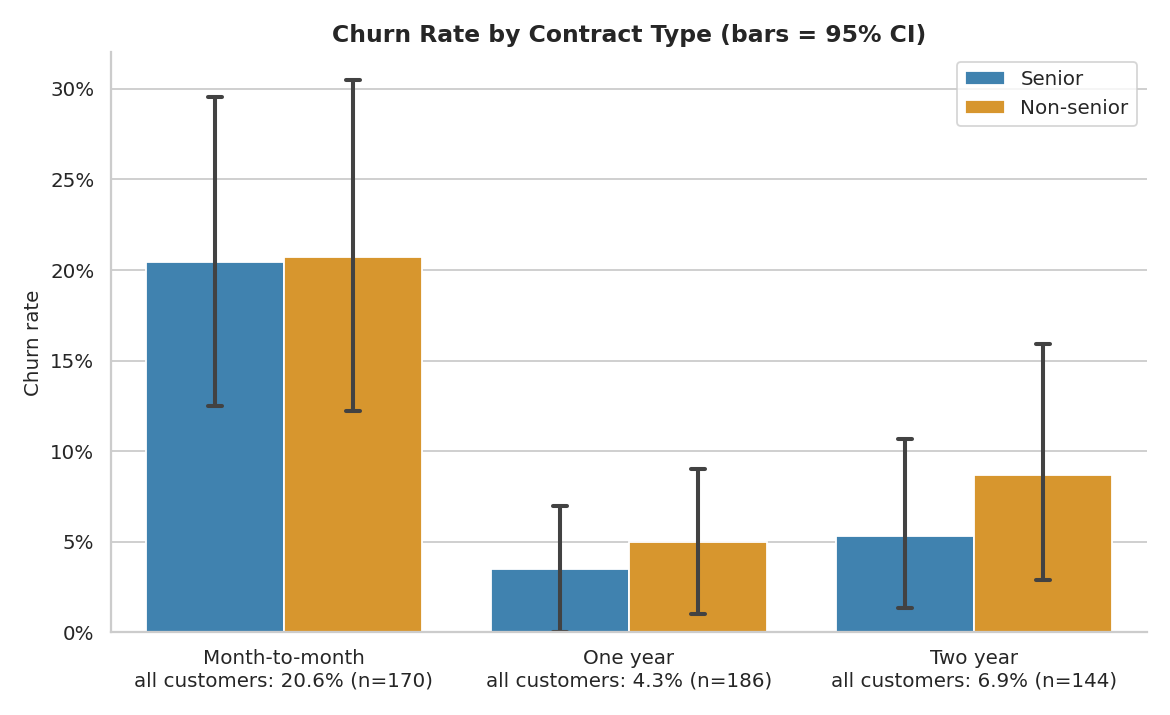 Churn Rate by Contract Type (bars = 95% CI)
Senior
Non-senior
30%
25%
20%
15%
10%
5%
0%
Churn rate
Month-to-month
all customers: 20.6% (n=170)
One year
all customers: 4.3% (n=186)
Two year
all customers: 6.9% (n=144)